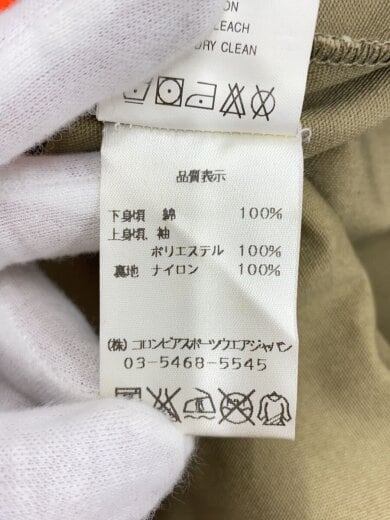 ON
LEACH
DRY CLEAN
品質表示
下身頃 綿 100%
上身頃、袖
ポリエステル 100%
裏地 ナイロン 100%
(株)コロンビアスポーツウエアジャパン
03-5468-5545